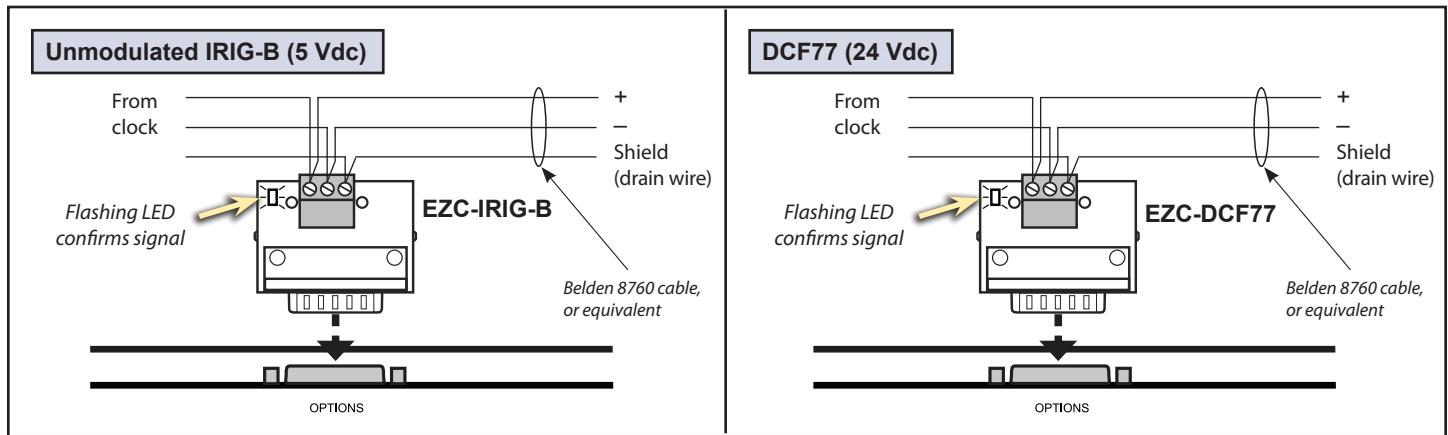 Unmodulated IRIG-B (5 Vdc)
From
clock
+
–
Shield
(drain wire)
Flashing LED
confirms signal
EZC-IRIG-B
Belden 8760 cable,
or equivalent
OPTIONS
DCF77 (24 Vdc)
From
clock
+
–
Shield
(drain wire)
Flashing LED
confirms signal
EZC-DCF77
Belden 8760 cable,
or equivalent
OPTIONS